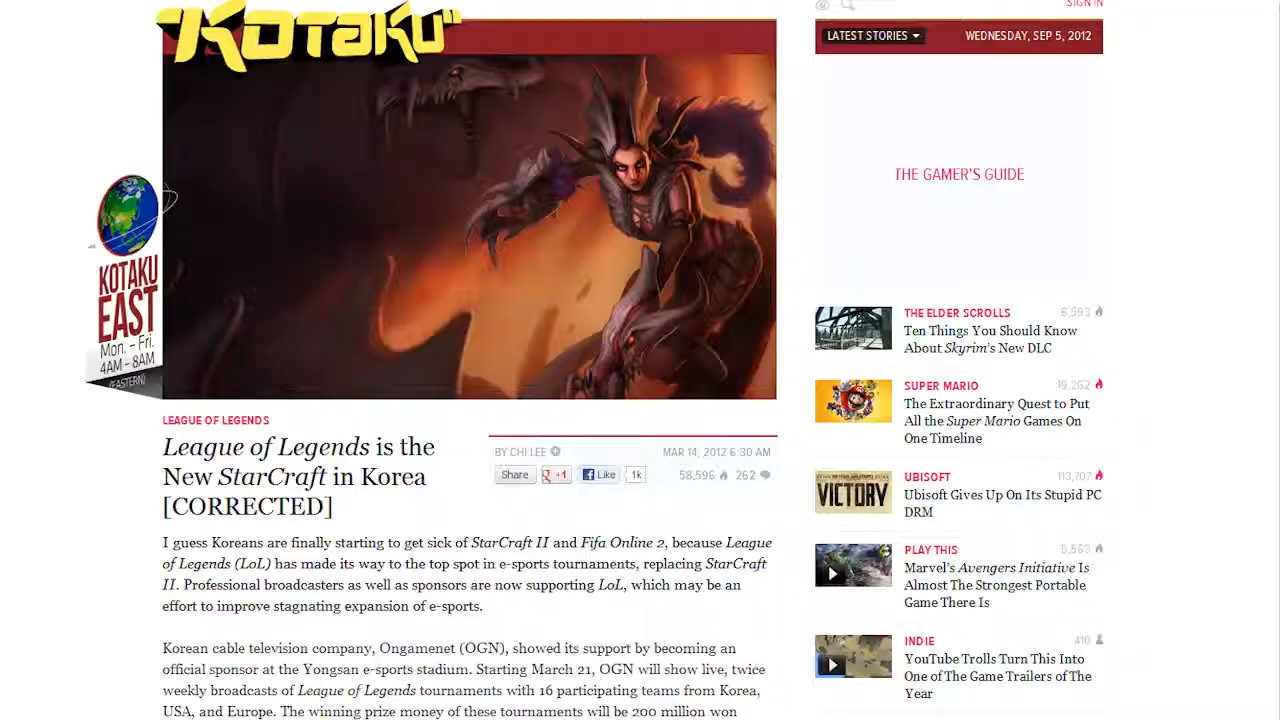 SIGN IN
"KOTAKU"
LATEST STORIES
WEDNESDAY, SEP 5, 2012
THE GAMER'S GUIDE
KOTAKU
EAST
Mon. - Fri.
4AM - 8AM
(EASTERN)
LEAGUE OF LEGENDS
League of Legends is the
New StarCraft in Korea
[CORRECTED]
BY CHI LEE
MAR 14, 2012 6:30 AM
Share
+1
Like
1k
58,596
262
I guess Koreans are finally starting to get sick of StarCraft II and Fifa Online 2, because League
of Legends (LoL) has made its way to the top spot in e-sports tournaments, replacing StarCraft
II. Professional broadcasters as well as sponsors are now supporting LoL, which may be an
effort to improve stagnating expansion of e-sports.
Korean cable television company, Ongamenet (OGN), showed its support by becoming an
official sponsor at the Yongsan e-sports stadium. Starting March 21, OGN will show live, twice
weekly broadcasts of League of Legends tournaments with 16 participating teams from Korea,
USA, and Europe. The winning prize money of these tournaments will be 200 million won
THE ELDER SCROLLS
6,593
Ten Things You Should Know
About Skyrim's New DLC
SUPER MARIO
19,262
The Extraordinary Quest to Put
All the Super Mario Games On
One Timeline
UBISOFT
113,707
VICTORY
Ubisoft Gives Up On Its Stupid PC
DRM
PLAY THIS
5,563
Marvel's Avengers Initiative Is
Almost The Strongest Portable
Game There Is
INDIE
410
YouTube Trolls Turn This Into
One of The Game Trailers of The
Year